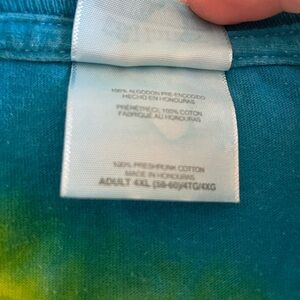 100% ALGODON PRE-ENCOGIDO
HECHO EN HONDURAS
PRÉRÉTRÉCI, 100% COTON
FABRIQUÉ AU HONDURAS
100% PRESHRUNK COTTON
MADE IN HONDURAS
ADULT 4XL (58-60)/4TG/4XG